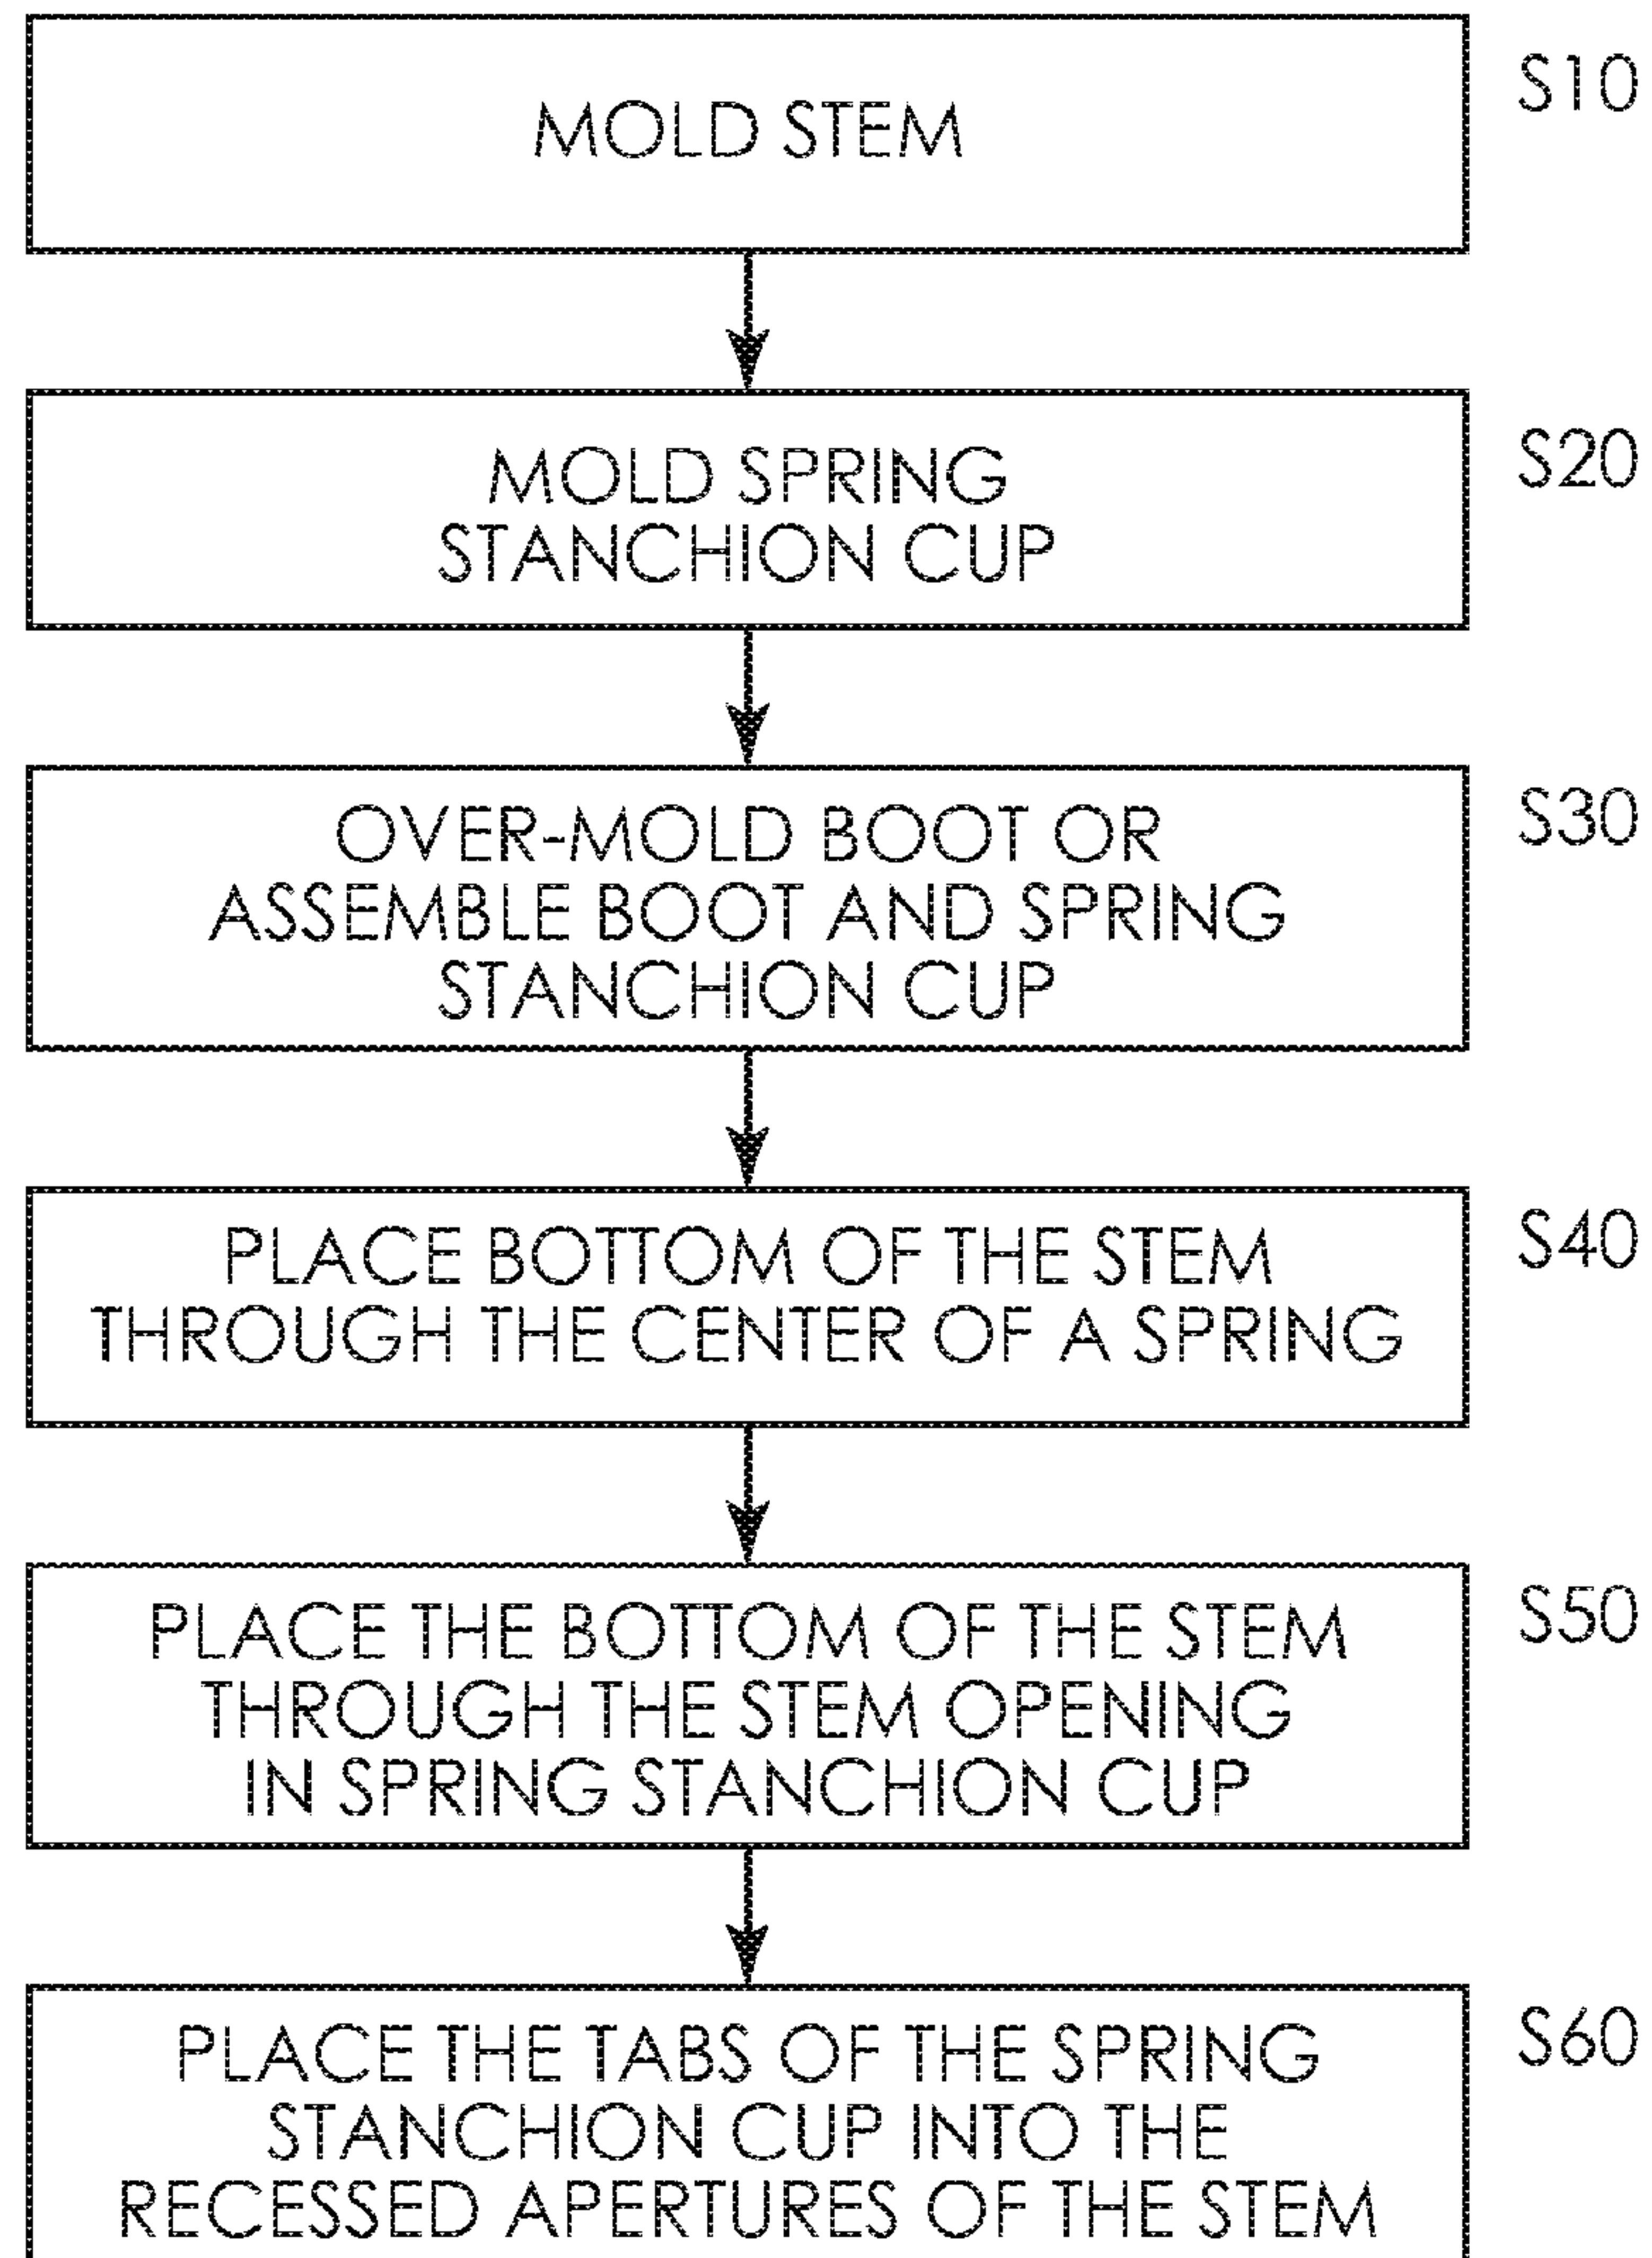 MOLD STEM
S10
MOLD SPRING
STANCHION CUP
S20
OVER-MOLD BOOT OR
ASSEMBLE BOOT AND SPRING
STANCHION CUP
S30
PLACE BOTTOM OF THE STEM
THROUGH THE CENTER OF A SPRING
S40
PLACE THE BOTTOM OF THE STEM
THROUGH THE STEM OPENING
IN SPRING STANCHION CUP
S50
PLACE THE TABS OF THE SPRING
STANCHION CUP INTO THE
RECESSED APERTURES OF THE STEM
S60